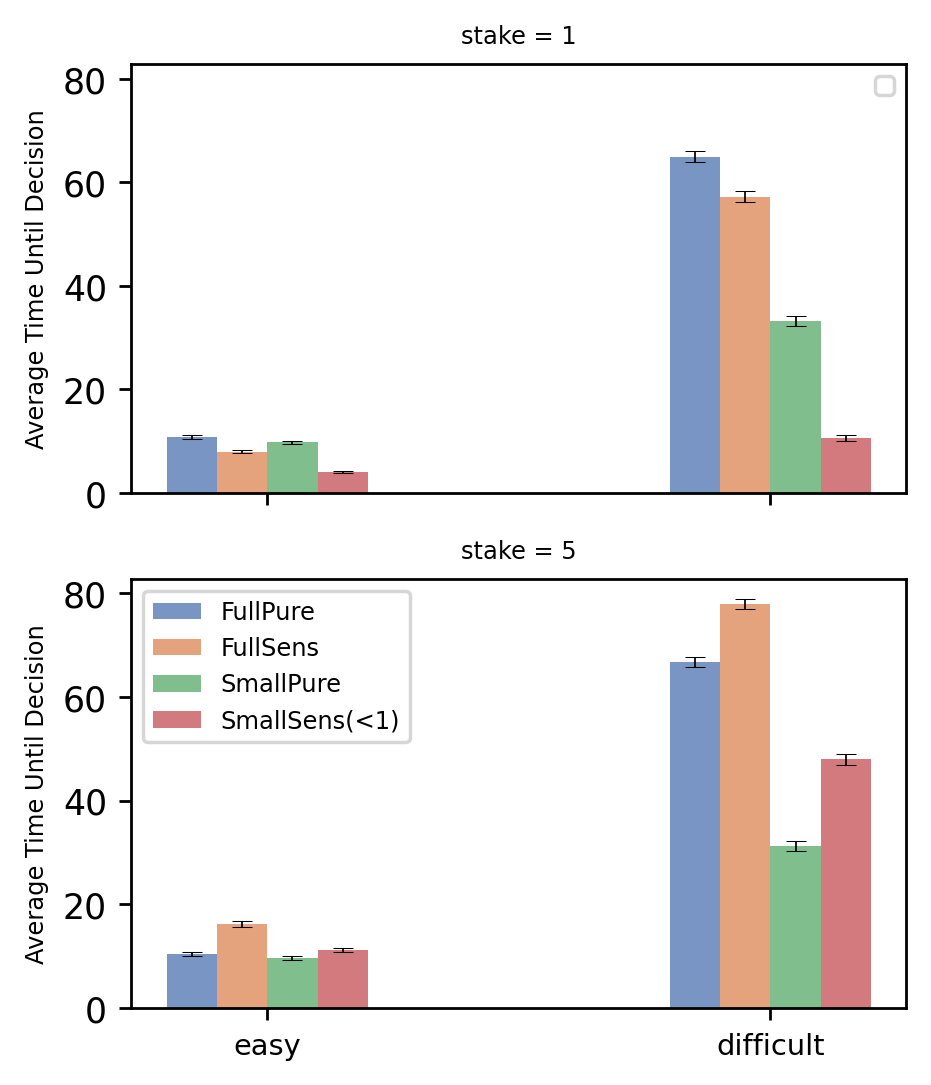 stake = 1
Average Time Until Decision
80
60
40
20
0
stake = 5
Average Time Until Decision
80
60
40
20
0
FullPure
FullSens
SmallPure
SmallSens(<1)
easy
difficult